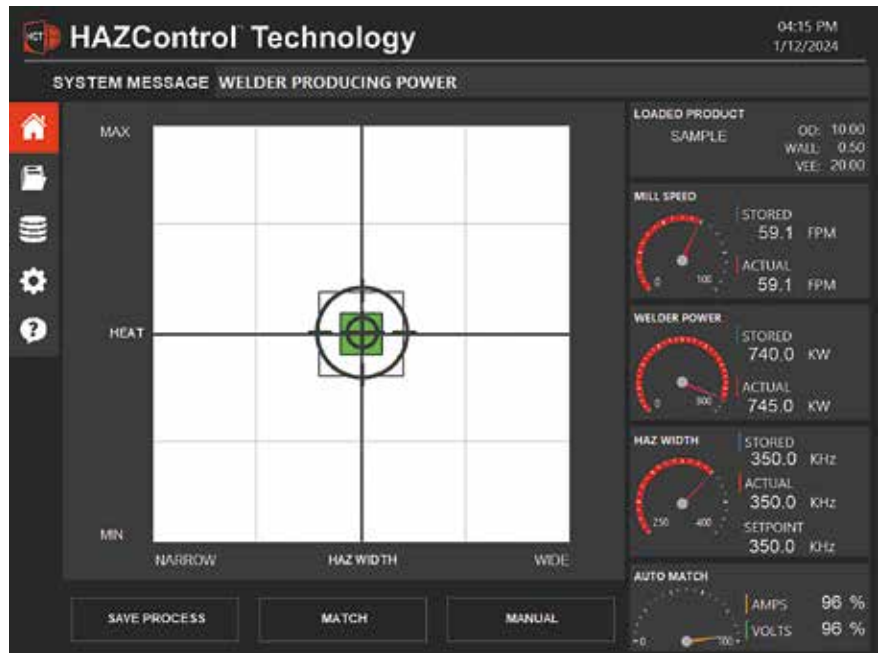 HCT
HAZControl™ Technology
04:15 PM
1/12/2024
SYSTEM MESSAGE WELDER PRODUCING POWER
MAX
HEAT
MIN
NARROW
HAZ WIDTH
WIDE
SAVE PROCESS
MATCH
MANUAL
LOADED PRODUCT
SAMPLE
OD: 10.00
WALL: 0.50
VEE: 20.00
MILL SPEED
STORED
59.1 FPM
ACTUAL
59.1 FPM
0 100
WELDER POWER
STORED
740.0 KW
ACTUAL
745.0 KW
0
HAZ WIDTH
STORED
350.0 KHz
ACTUAL
350.0 KHz
250 400
SETPOINT
350.0 KHz
AUTO MATCH
AMPS 96 %
VOLTS 96 %
0 100